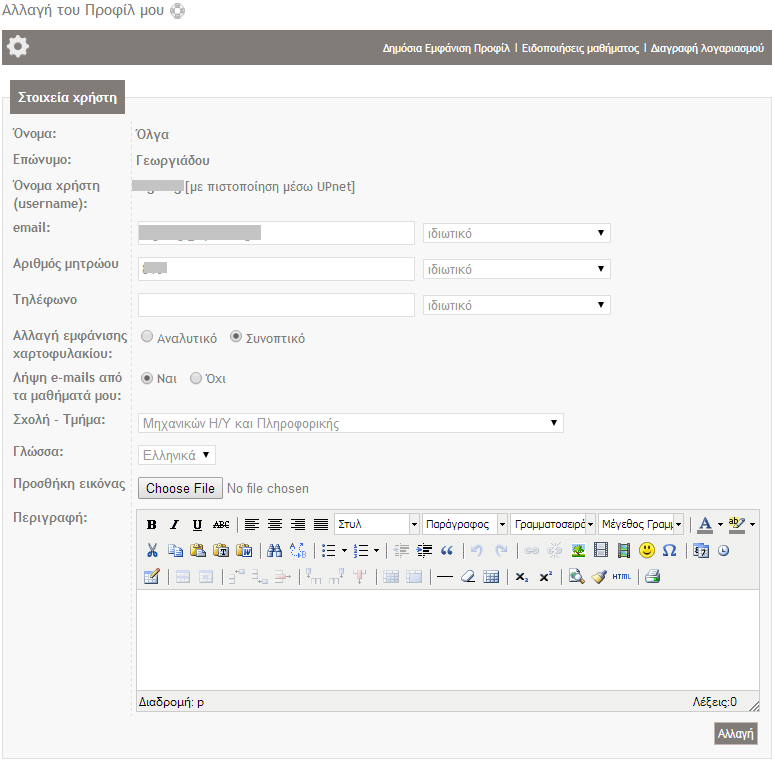 Αλλαγή του Προφίλ μου
Δημόσια Εμφάνιση Προφίλ | Ειδοποιήσεις μαθήματος | Διαγραφή λογαριασμού
Στοιχεία χρήστη
Όνομα: Όλγα
Επώνυμο: Γεωργιάδου
Όνομα χρήστη (username): [με πιστοποίηση μέσω UPnet]
email: ιδιωτικό
Αριθμός μητρώου ιδιωτικό
Τηλέφωνο ιδιωτικό
Αλλαγή εμφάνισης χαρτοφυλακίου: Αναλυτικό Συνοπτικό
Λήψη e-mails από τα μαθήματά μου: Ναι Όχι
Σχολή - Τμήμα: Μηχανικών Η/Υ και Πληροφορικής
Γλώσσα: Ελληνικά
Προσθήκη εικόνας Choose File No file chosen
Περιγραφή: B I U ABC Στυλ Παράγραφος Γραμματοσειρά Μέγεθος Γραμμ A ab
HTML
Διαδρομή: p Λέξεις:0
Αλλαγή